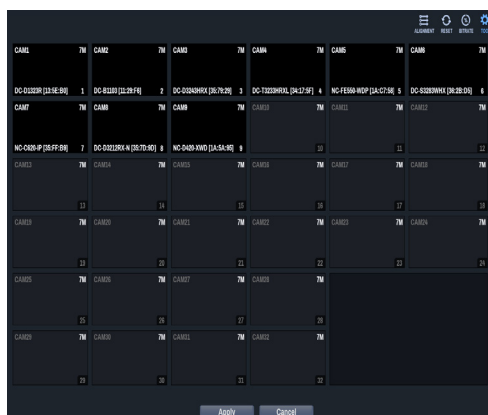 ALIGNMENT RESET BITRATE TOOL
CAM1 7M CAM2 7M CAM3 7M CAM4 7M CAM5 7M CAM6 7M
DC-D1323R [13:5E:B0] 1 DC-B1103 [11:29:F6] 2 DC-D3243HRX [35:79:29] 3 DC-T3233HRXL [34:17:5F] 4 NC-FE550-WDP [1A:C7:58] 5 DC-S3283WHX [36:2B:D5] 6
CAM7 7M CAM8 7M CAM9 7M CAM10 7M CAM11 7M CAM12 7M
NC-C620-IP [35:FF:B9] 7 DC-D3212RX-N [35:7D:9D] 8 NC-D420-XWD [1A:5A:95] 9 10 11 12
CAM13 7M CAM14 7M CAM15 7M CAM16 7M CAM17 7M CAM18 7M
13 14 15 16 17 18
CAM19 7M CAM20 7M CAM21 7M CAM22 7M CAM23 7M CAM24 7M
19 20 21 22 23 24
CAM25 7M CAM26 7M CAM27 7M CAM28 7M
25 26 27 28
CAM29 7M CAM30 7M CAM31 7M CAM32 7M
29 30 31 32
Apply Cancel